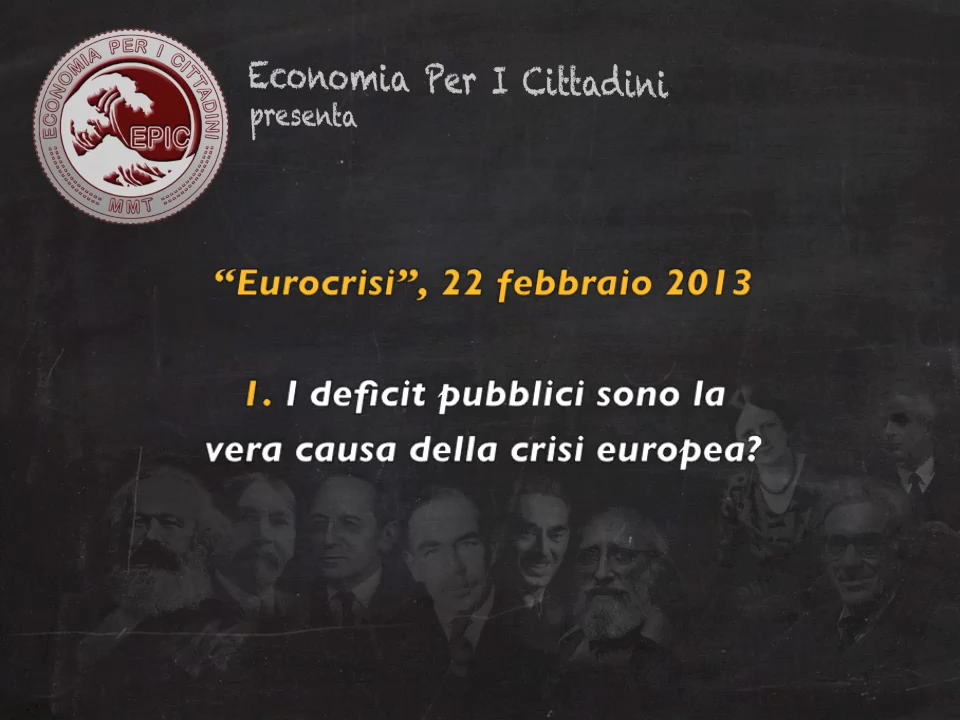 ECONOMIA PER I CITTADINI
EPIC
MMT
Economia Per I Cittadini
presenta
“Eurocrisi”, 22 febbraio 2013
1. I deficit pubblici sono la
vera causa della crisi europea?